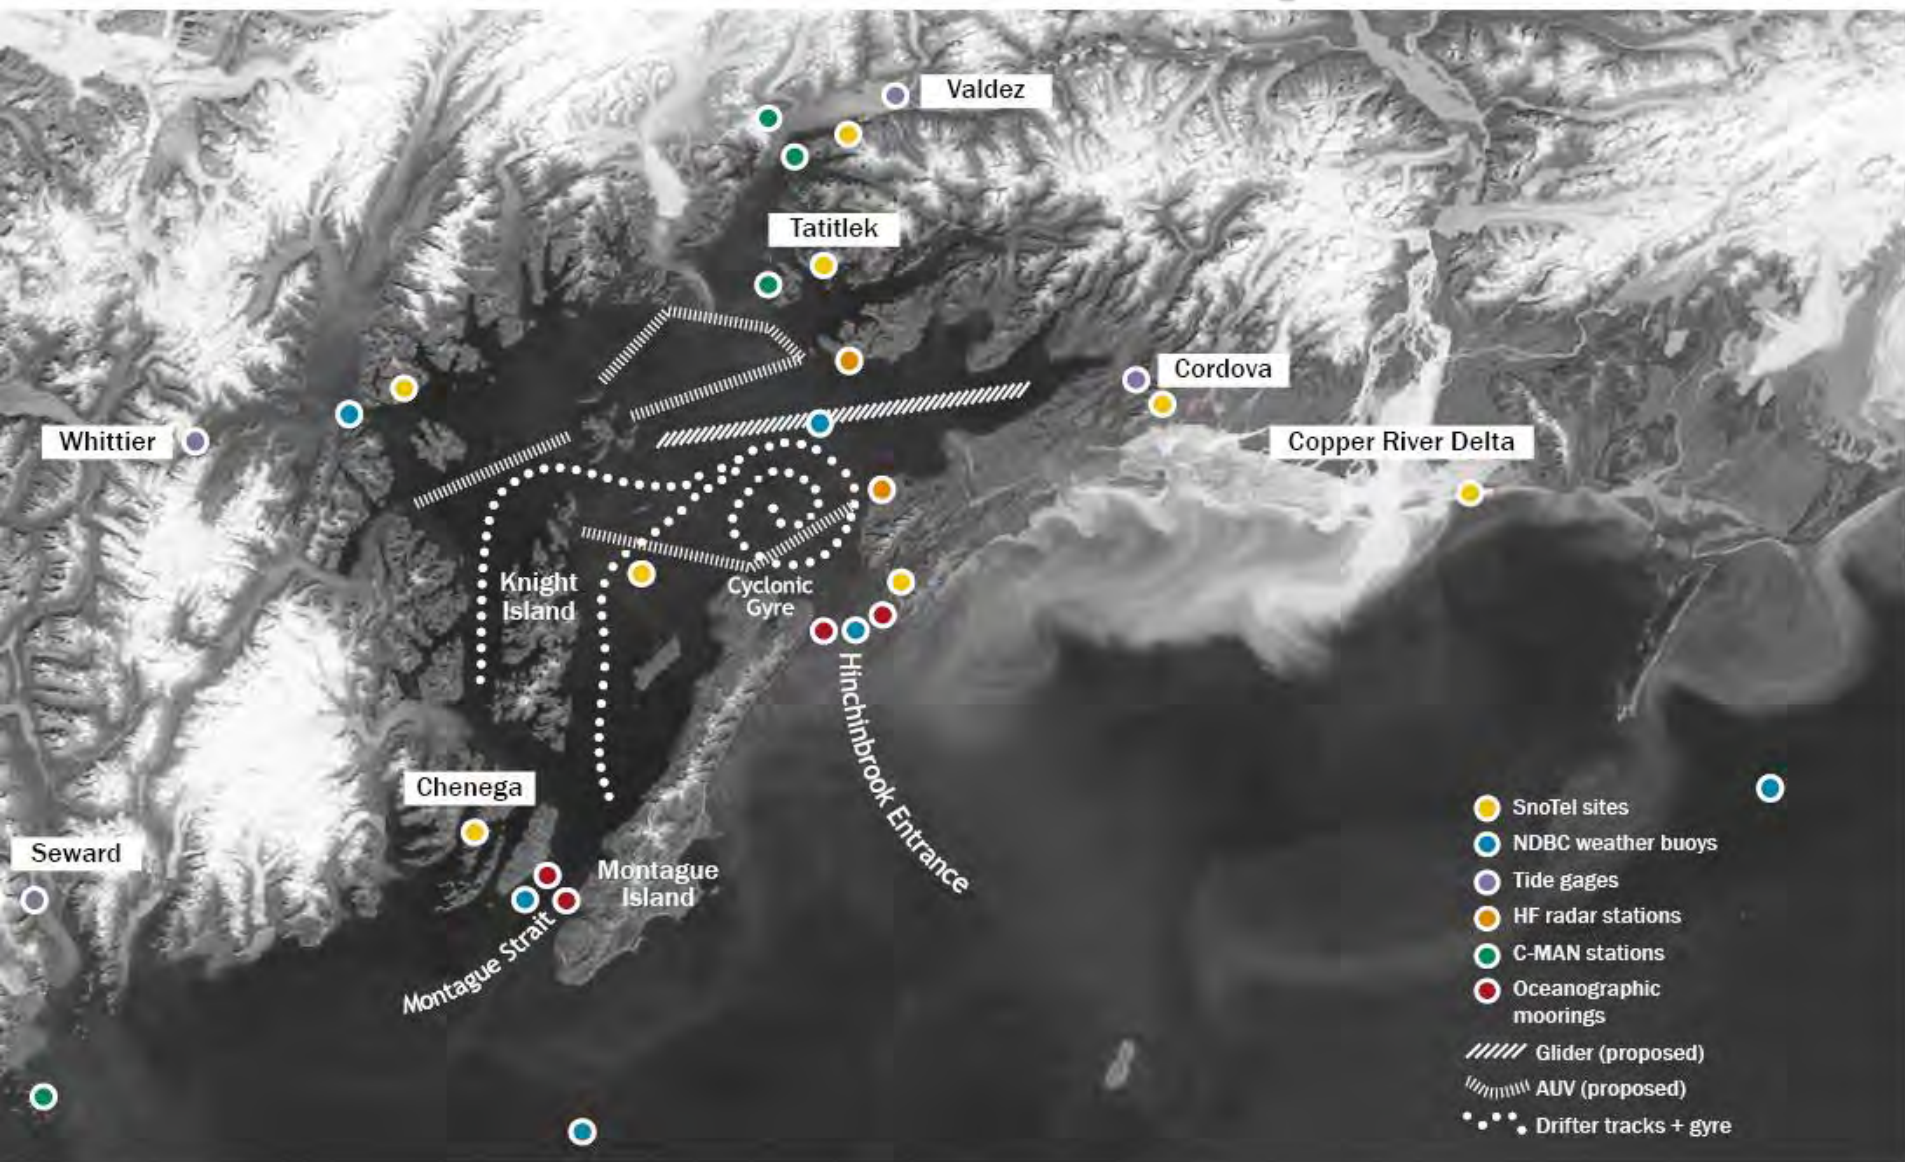 Valdez
Tatitlek
Cordova
Whittier
Copper River Delta
Knight
Island
Cyclonic
Gyre
Hinchinbrook Entrance
Chenega
Seward
Montague
Island
Montague Strait
SnoTel sites
NDBC weather buoys
Tide gages
HF radar stations
C-MAN stations
Oceanographic
moorings
Glider (proposed)
AUV (proposed)
Drifter tracks + gyre